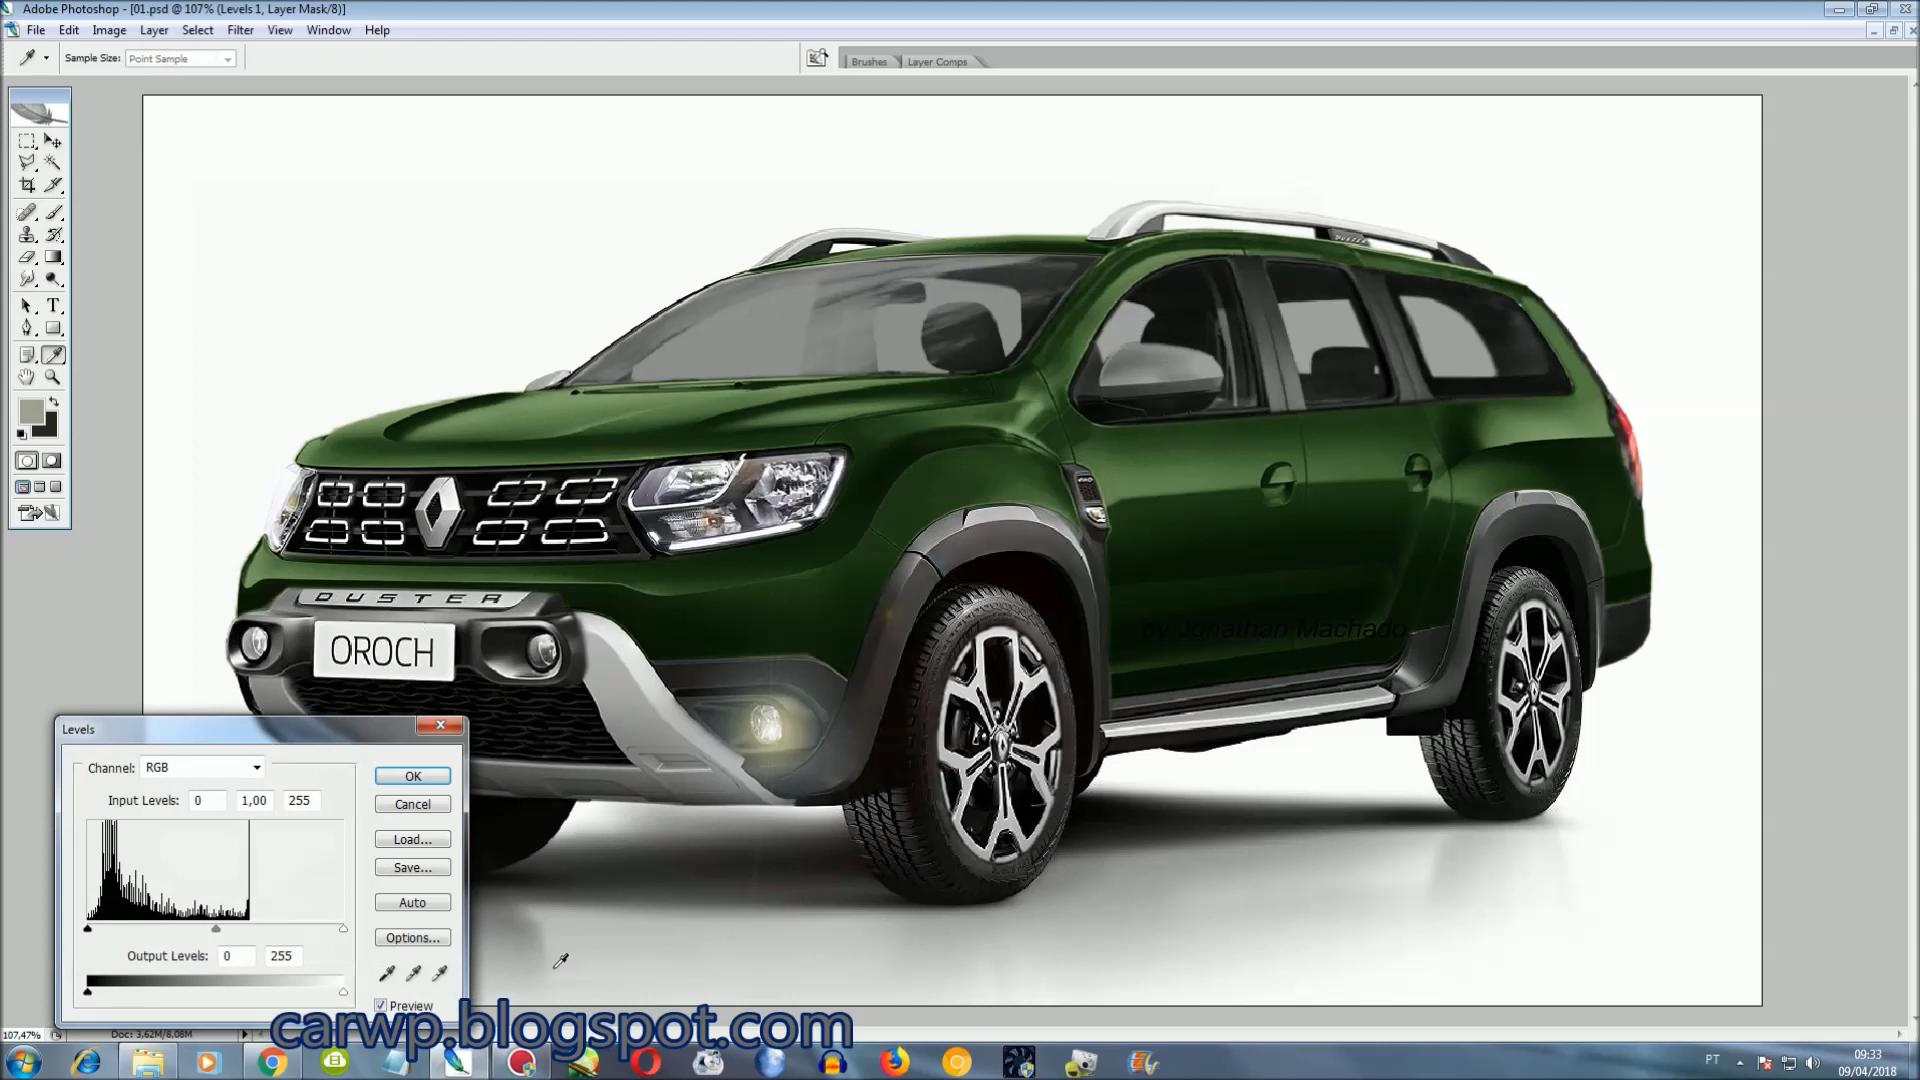 Adobe Photoshop - [01.psd @ 107% (Levels 1, Layer Mask/8)]
File Edit Image Layer Select Filter View Window Help
Sample Size: Point Sample
Brushes Layer Comps
DUSTER
OROCH
by Jonathan Machado
Levels
Channel: RGB
Input Levels: 0 1,00 255
Output Levels: 0 255
OK
Cancel
Load...
Save...
Auto
Options...
Preview
107,47% Doc: 3,62M/8,08M
carwp.blogspot.com
PT
09:33
09/04/2018